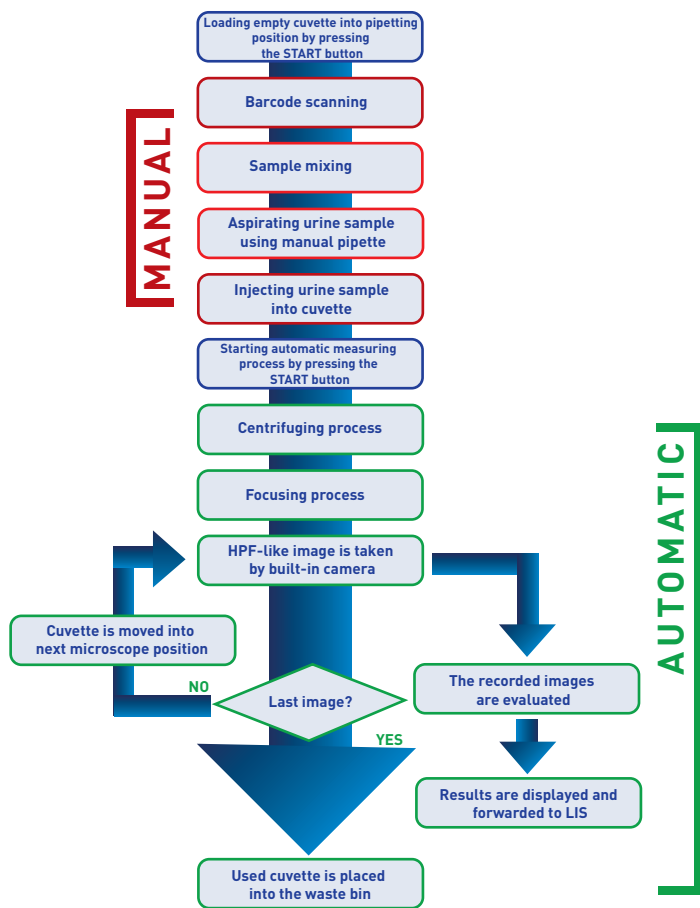 Loading empty cuvette into pipetting
position by pressing
the START button
Barcode scanning
MANUAL
Sample mixing
Aspirating urine sample
using manual pipette
Injecting urine sample
into cuvette
Starting automatic measuring
process by pressing the
START button
Centrifuging process
AUTOMATIC
Focusing process
HPF-like image is taken
by built-in camera
Cuvette is moved into
next microscope position
NO
Last image?
YES
The recorded images
are evaluated
Results are displayed and
forwarded to LIS
Used cuvette is placed
into the waste bin